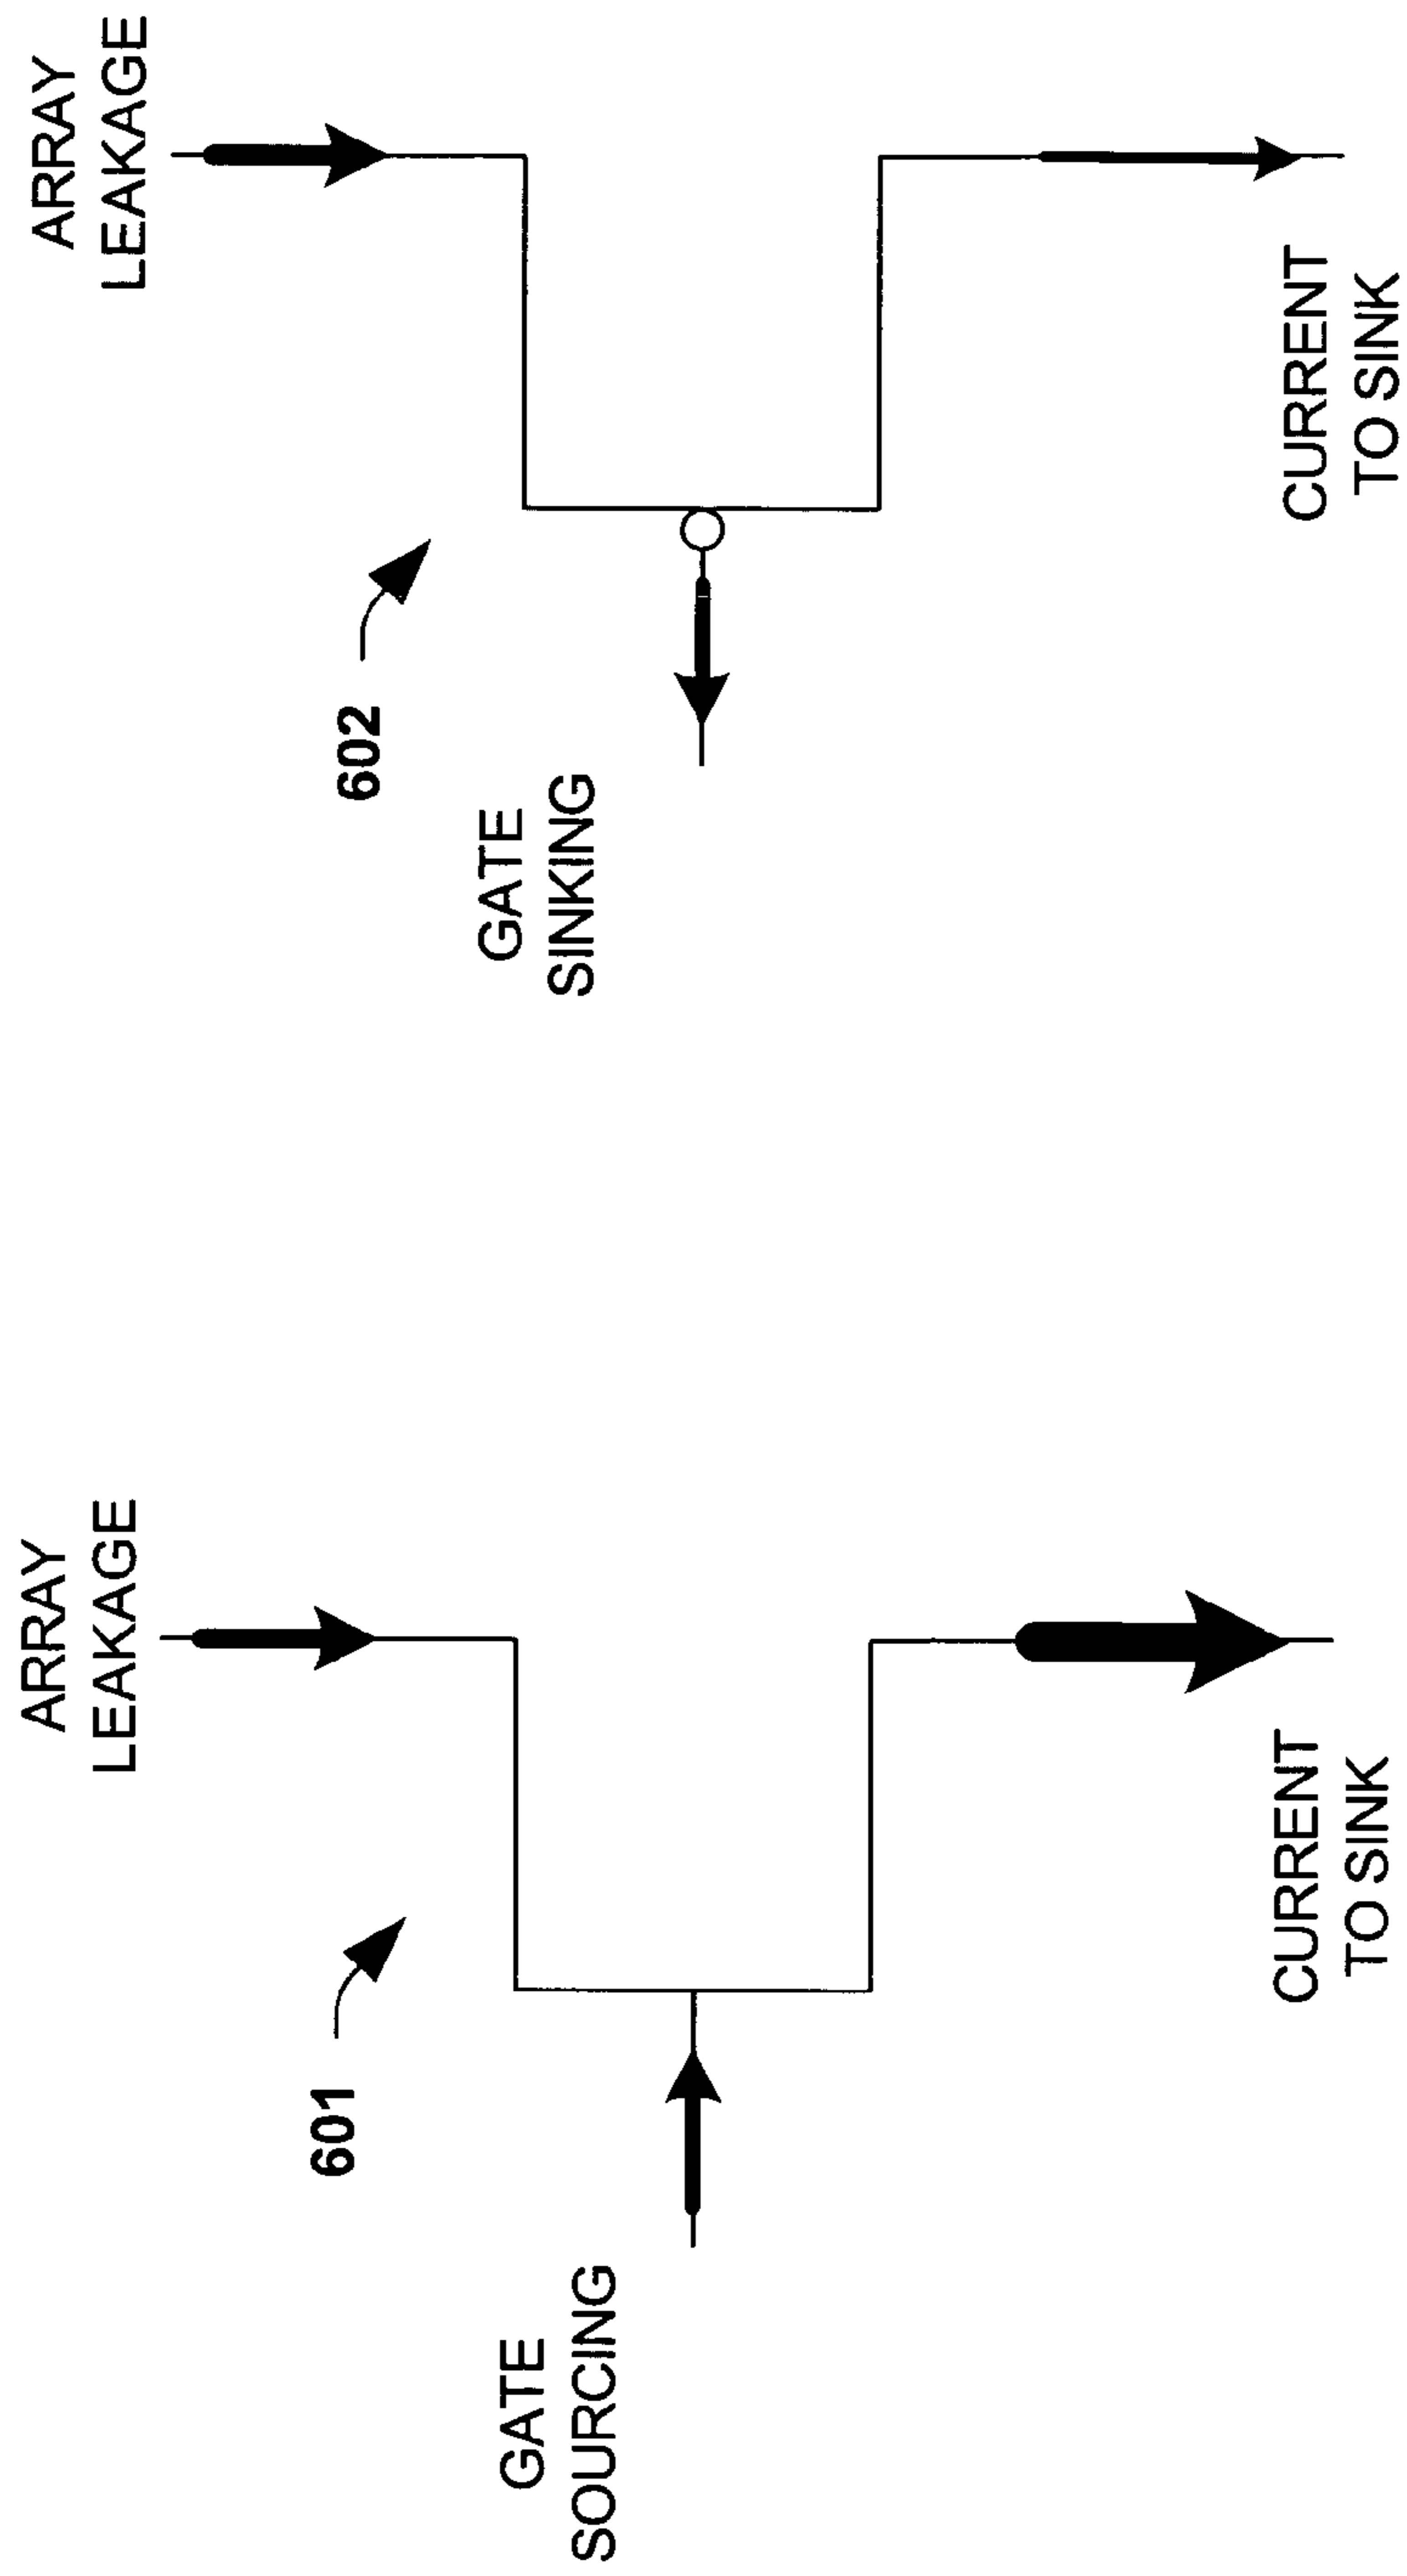 ARRAY
LEAKAGE
601
GATE
SOURCING
CURRENT
TO SINK
ARRAY
LEAKAGE
602
GATE
SINKING
CURRENT
TO SINK